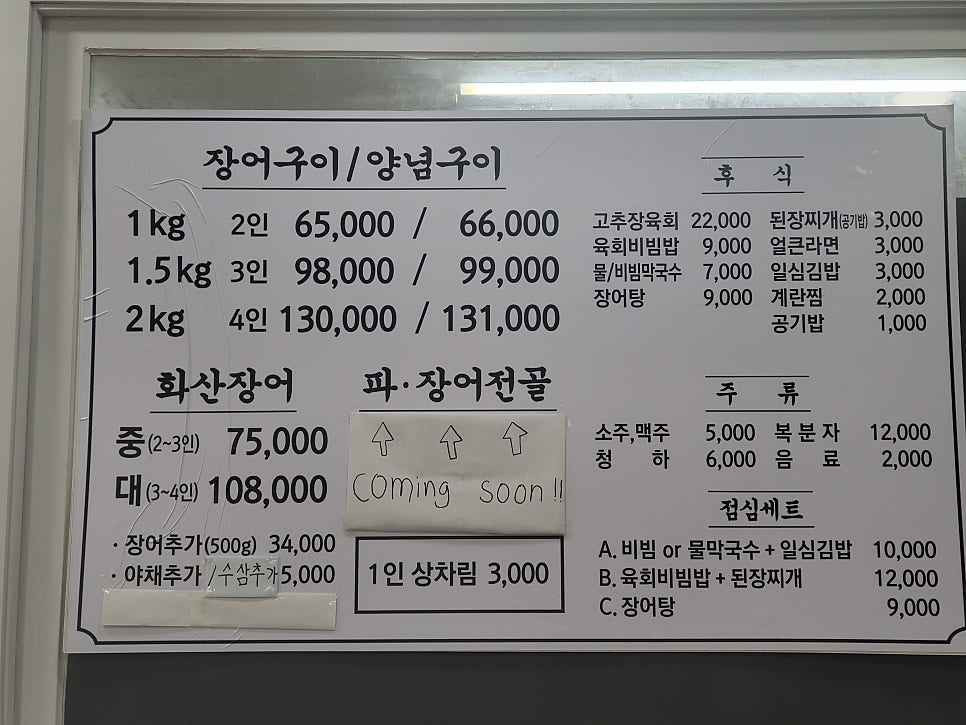 장어구이/양념구이
1kg 2인 65,000 / 66,000
1.5kg 3인 98,000 / 99,000
2kg 4인 130,000 / 131,000
화산장어
중(2~3인) 75,000
대(3~4인) 108,000
· 장어추가(500g) 34,000
· 야채추가/수삼추가 5,000
파·장어전골
coming soon!!
1인 상차림 3,000
후 식
고추장육회 22,000 된장찌개(공기밥) 3,000
육회비빔밥 9,000 얼큰라면 3,000
물/비빔막국수 7,000 일심김밥 3,000
장어탕 9,000 계란찜 2,000
공기밥 1,000
주 류
소주,맥주 5,000 복분자 12,000
청 하 6,000 음 료 2,000
점심세트
A. 비빔 or 물막국수 + 일심김밥 10,000
B. 육회비빔밥 + 된장찌개 12,000
C. 장어탕 9,000